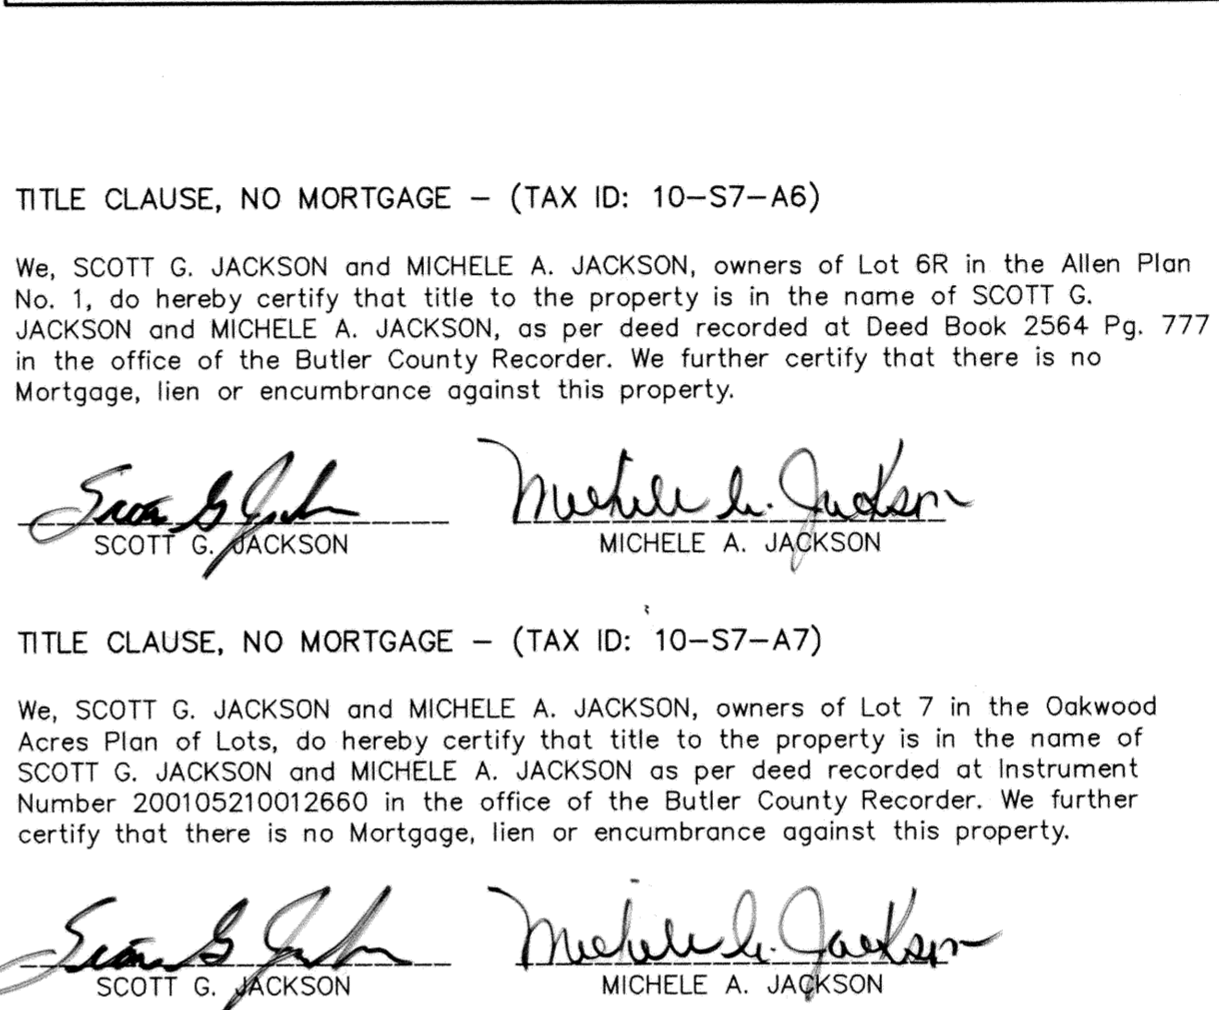 TITLE CLAUSE, NO MORTGAGE – (TAX ID: 10–S7–A6)
We, SCOTT G. JACKSON and MICHELE A. JACKSON, owners of Lot 6R in the Allen Plan
No. 1, do hereby certify that title to the property is in the name of SCOTT G.
JACKSON and MICHELE A. JACKSON, as per deed recorded at Deed Book 2564 Pg. 777
in the office of the Butler County Recorder. We further certify that there is no
Mortgage, lien or encumbrance against this property.
Scott G Jackson Michele A. Jackson
SCOTT G. JACKSON MICHELE A. JACKSON
TITLE CLAUSE, NO MORTGAGE – (TAX ID: 10–S7–A7)
We, SCOTT G. JACKSON and MICHELE A. JACKSON, owners of Lot 7 in the Oakwood
Acres Plan of Lots, do hereby certify that title to the property is in the name of
SCOTT G. JACKSON and MICHELE A. JACKSON as per deed recorded at Instrument
Number 200105210012660 in the office of the Butler County Recorder. We further
certify that there is no Mortgage, lien or encumbrance against this property.
Scott G Jackson Michele A. Jackson
SCOTT G. JACKSON MICHELE A. JACKSON